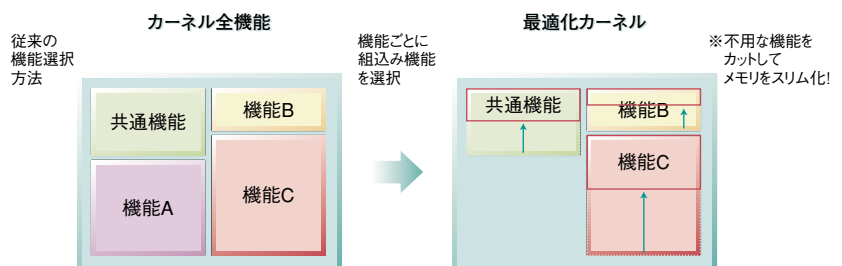 従来の
機能選択
方法
カーネル全機能
共通機能
機能B
機能A
機能C
機能ごとに
組込み機能
を選択
最適化カーネル
※不用な機能を
カットして
メモリをスリム化!
共通機能
機能B
機能C